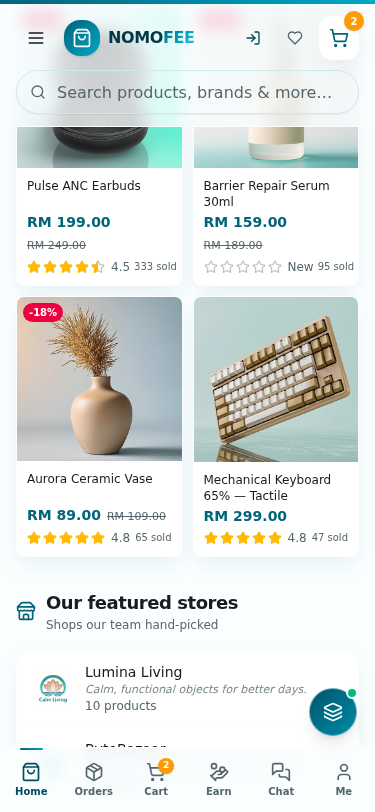 NOMOFEE
2
Search products, brands & more...
Pulse ANC Earbuds
RM 199.00
RM 249.00
4.5 333 sold
Barrier Repair Serum
30ml
RM 159.00
RM 189.00
New 95 sold
-18%
Aurora Ceramic Vase
RM 89.00 RM 109.00
4.8 65 sold
Mechanical Keyboard
65% — Tactile
RM 299.00
4.8 47 sold
Our featured stores
Shops our team hand-picked
Calm Living
Lumina Living
Calm, functional objects for better days.
10 products
2
Home Orders Cart Earn Chat Me